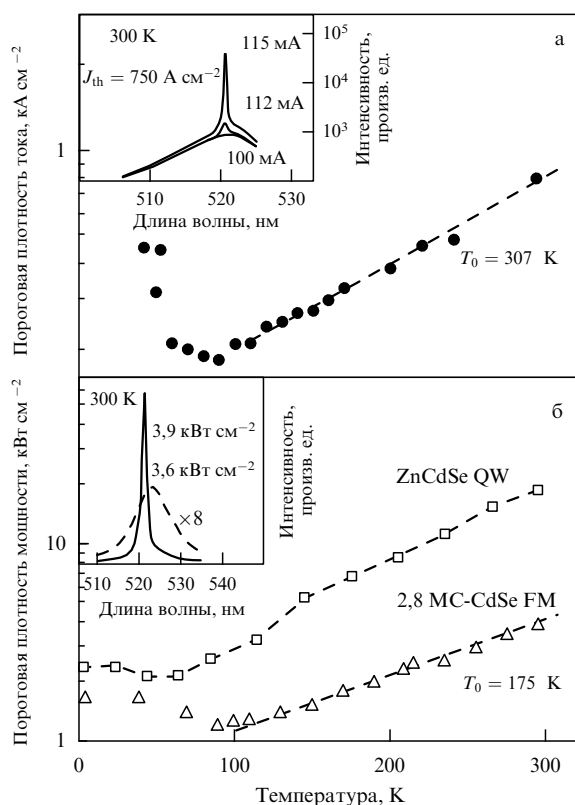 а
Пороговая плотность тока, кА см⁻²
1
300 K
J_th = 750 А см⁻²
115 мА
112 мА
100 мА
10⁵
10⁴
10³
Интенсивность,
произв. ед.
510 520 530
Длина волны, нм
T₀ = 307 K
б
Пороговая плотность мощности, кВт см⁻²
10
1
300 K
3,9 кВт см⁻²
3,6 кВт см⁻²
×8
Интенсивность,
произв. ед.
510 520 530 540
Длина волны, нм
ZnCdSe QW
2,8 МС-CdSe FM
T₀ = 175 K
0 100 200 300
Температура, K